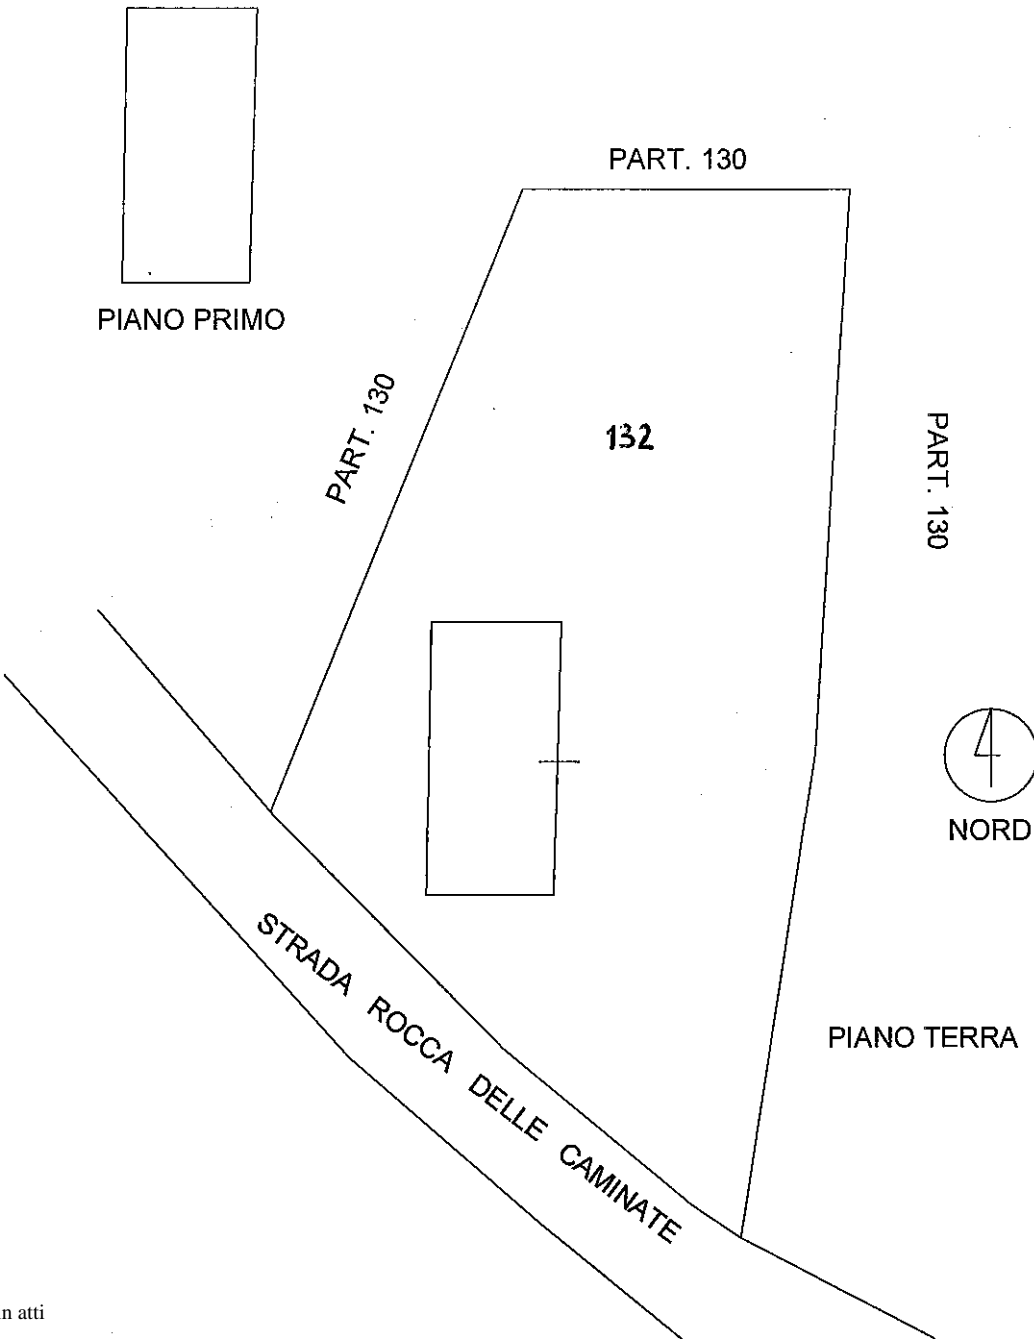 PART. 130
PIANO PRIMO
PART. 130
132
PART. 130
NORD
STRADA ROCCA DELLE CAMINATE
PIANO TERRA
atti